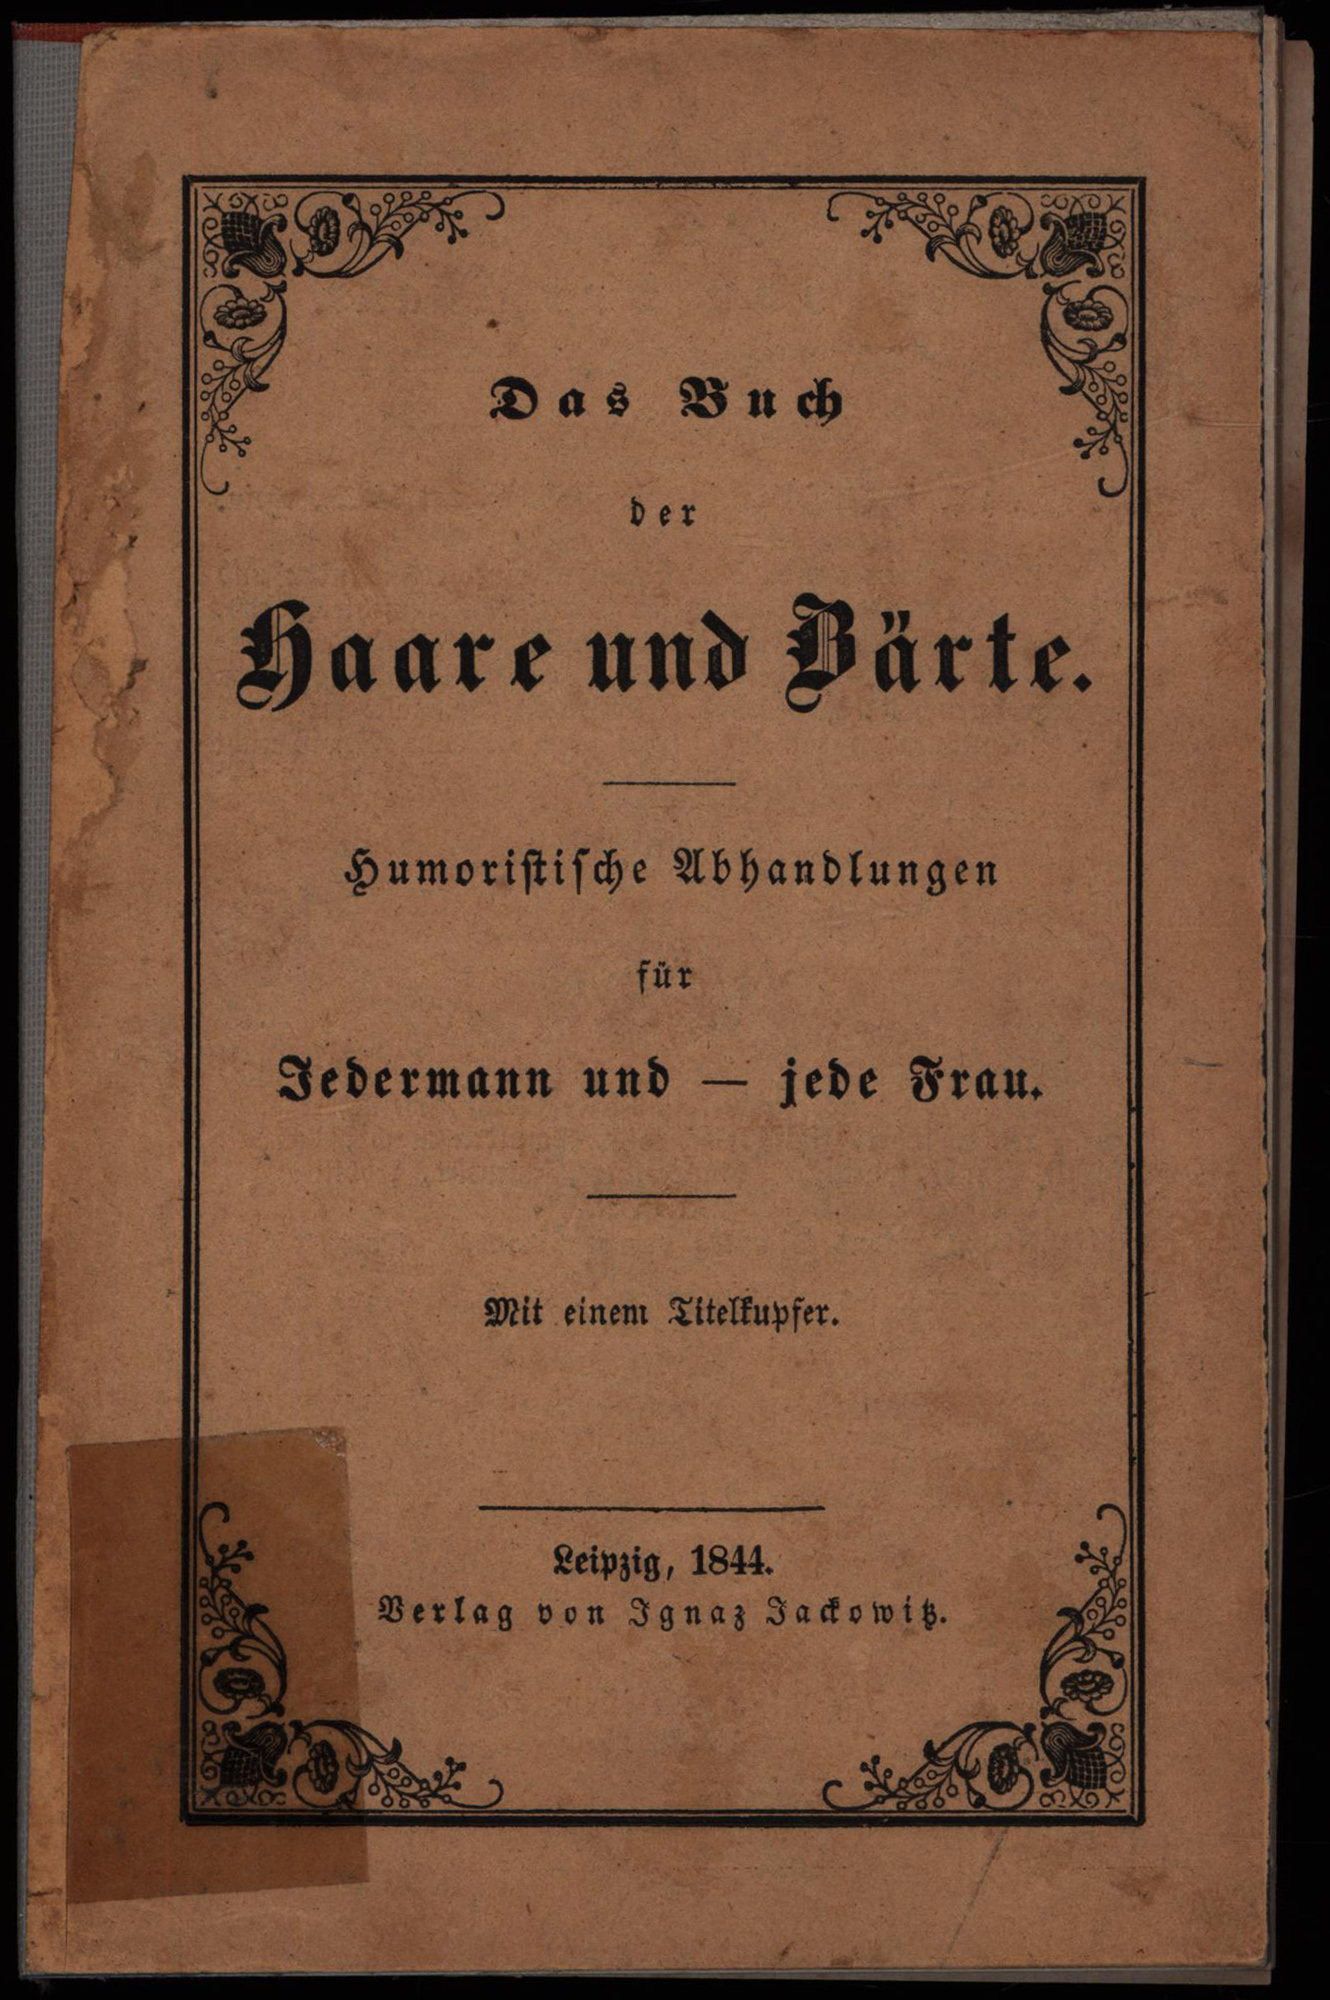 Das Buch
der
Haare und Bärte.
Humoristische Abhandlungen
für
Jedermann und — jede Frau.
Mit einem Titelkupfer.
Leipzig, 1844.
Verlag von Ignaz Jackowitz.